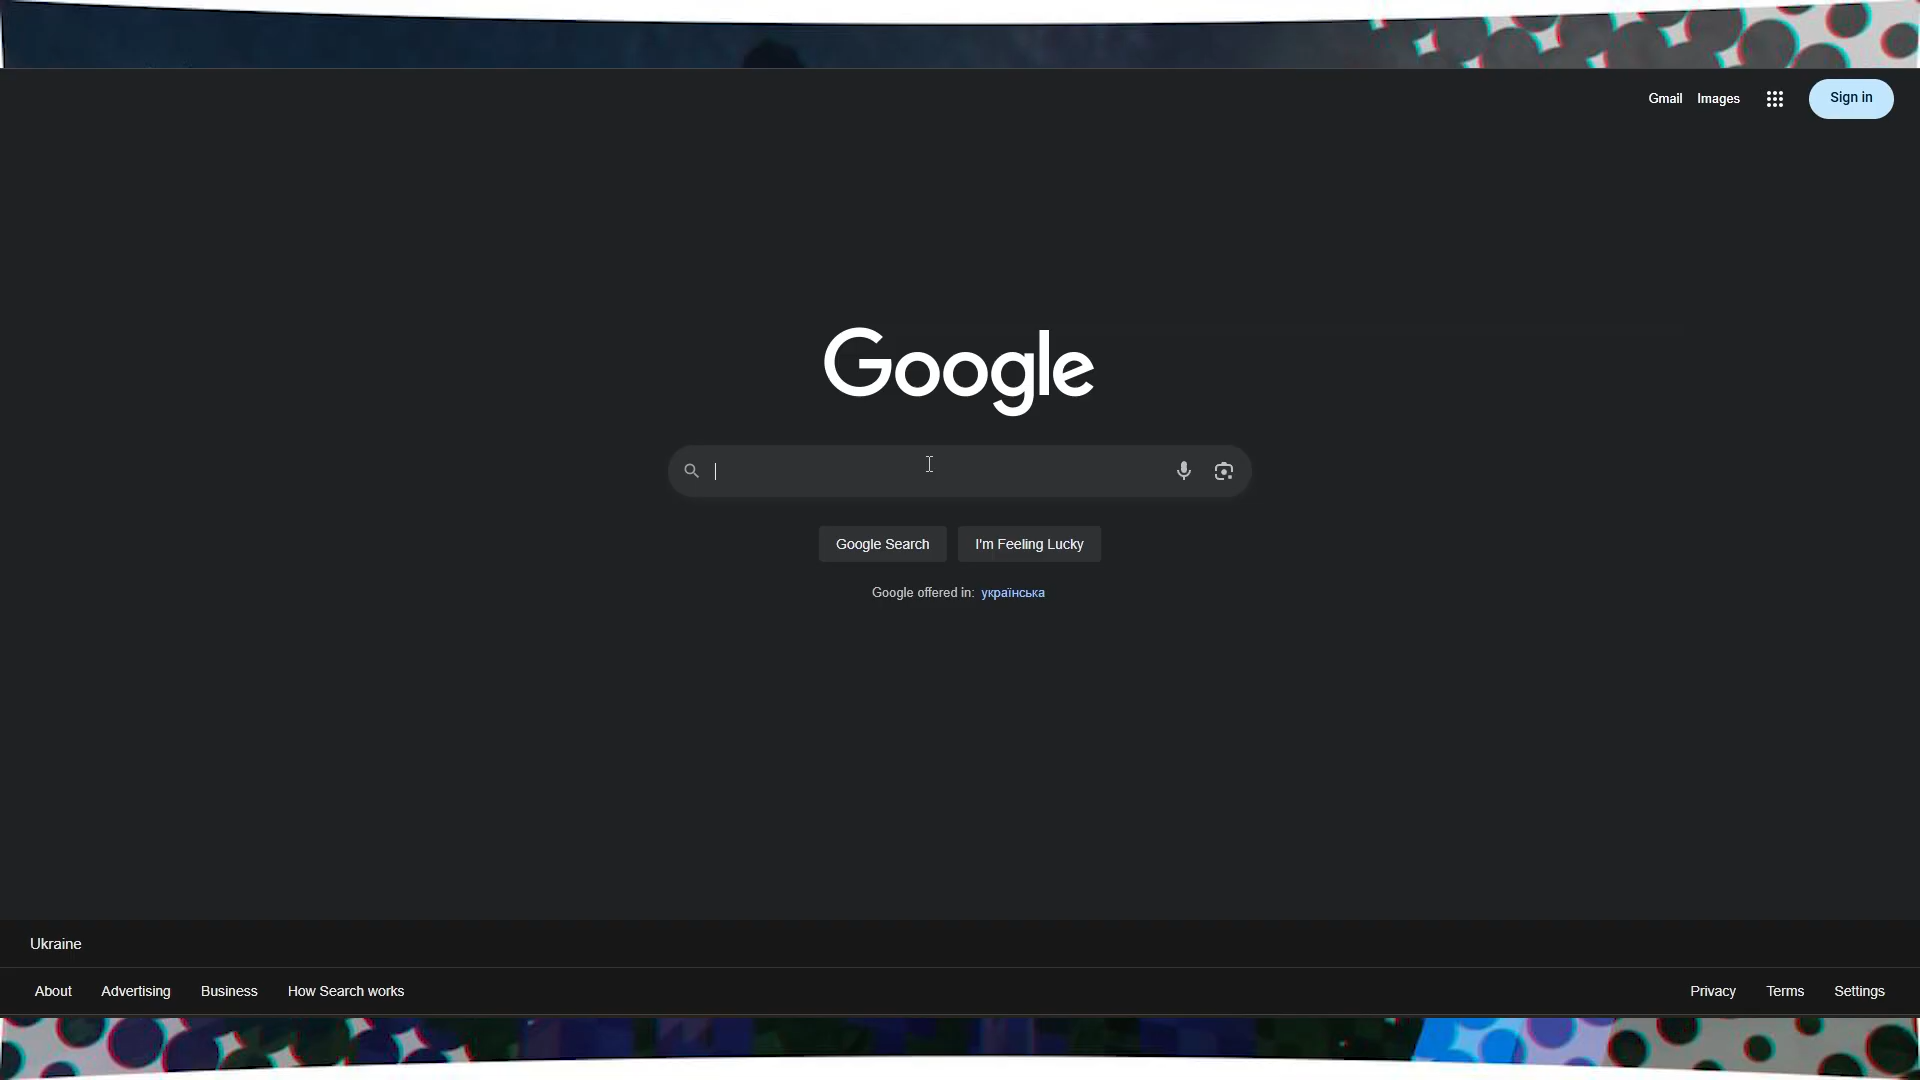 Gmail Images Sign in
Google
Google Search I'm Feeling Lucky
Google offered in: українська
Ukraine
About Advertising Business How Search works Privacy Terms Settings